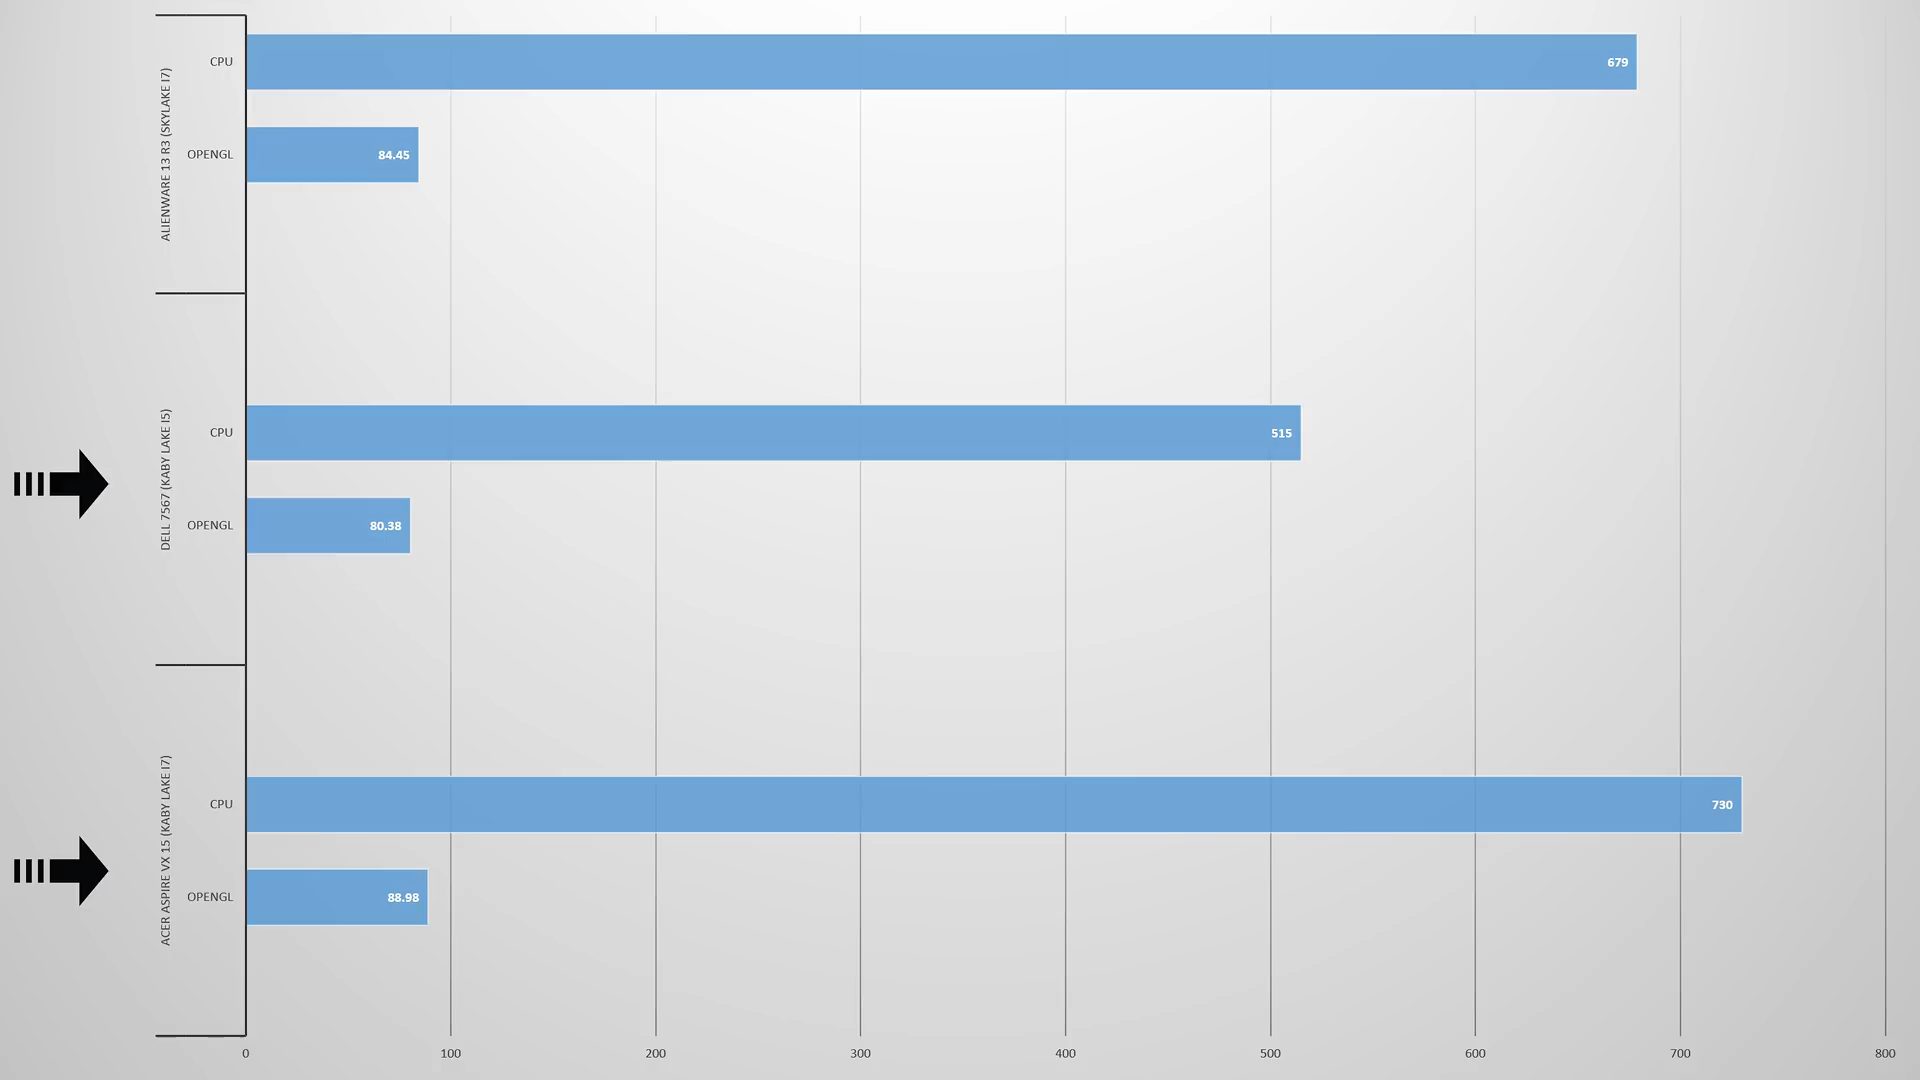 ALIENWARE 13 R3 (SKYLAKE I7)
CPU
679
OPENGL
84.45
DELL 7567 (KABY LAKE I5)
CPU
515
OPENGL
80.38
ACER ASPIRE VX 15 (KABY LAKE I7)
CPU
730
OPENGL
88.98
0 100 200 300 400 500 600 700 800